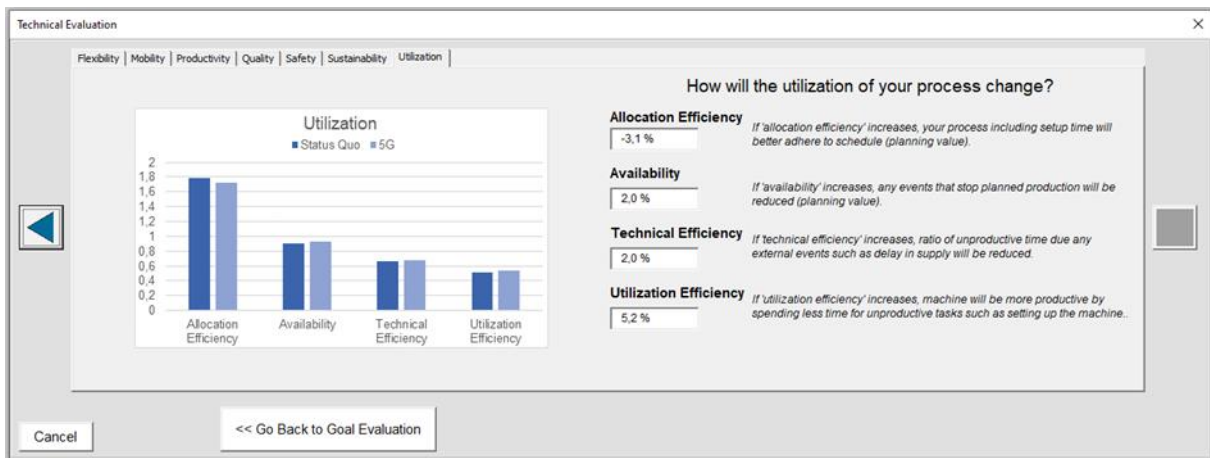 Technical Evaluation
Flexibility | Mobility | Productivity | Quality | Safety | Sustainability | Utilization |
How will the utilization of your process change?
Utilization
Status Quo 5G
2
1,8
1,6
1,4
1,2
1
0,8
0,6
0,4
0,2
0
Allocation Efficiency
Availability
Technical Efficiency
Utilization Efficiency
Allocation Efficiency
-3,1 %
If 'allocation efficiency' increases, your process including setup time will
better adhere to schedule (planning value).
Availability
2,0 %
If 'availability' increases, any events that stop planned production will be
reduced (planning value).
Technical Efficiency
2,0 %
If 'technical efficiency' increases, ratio of unproductive time due any
external events such as delay in supply will be reduced.
Utilization Efficiency
5,2 %
If 'utilization efficiency' increases, machine will be more productive by
spending less time for unproductive tasks such as setting up the machine..
Cancel
<< Go Back to Goal Evaluation